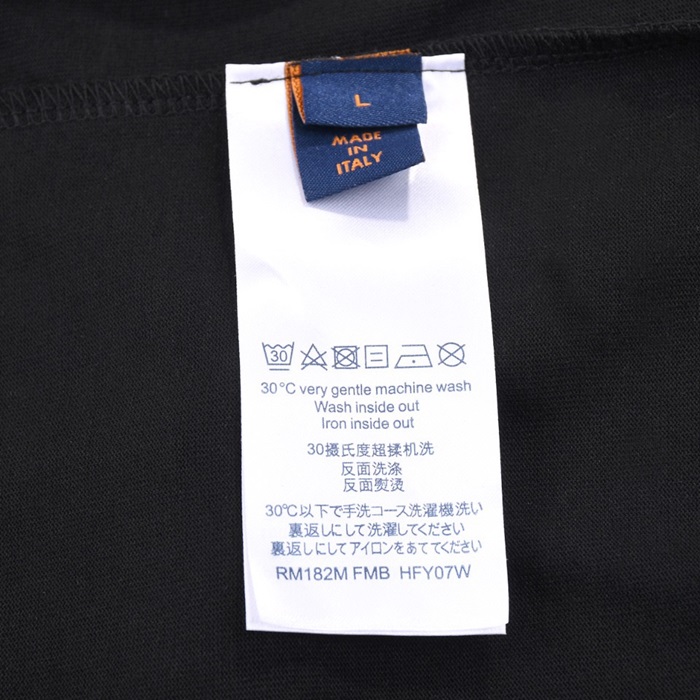 L
MADE
IN
ITALY
30
30°C very gentle machine wash
Wash inside out
Iron inside out
30摄氏度超揉机洗
反面洗涤
反面熨烫
30℃以下で手洗コース洗濯機洗い
裏返しにして洗濯してください
裏返しにしてアイロンをあててください
RM182M FMB HFY07W